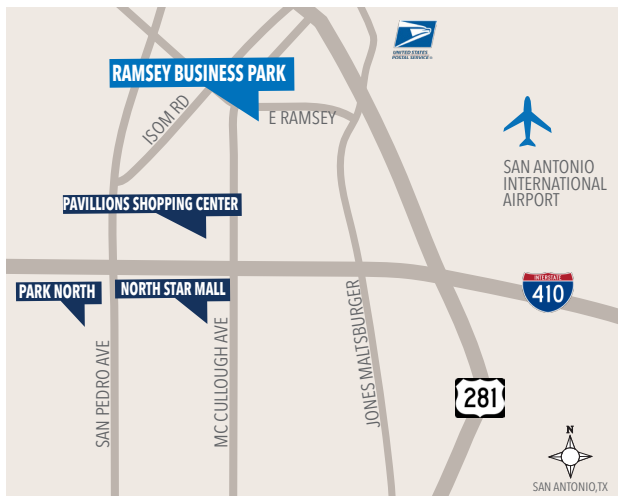 UNITED STATES
POSTAL SERVICE®
RAMSEY BUSINESS PARK
ISOM RD
E RAMSEY
SAN ANTONIO
INTERNATIONAL
AIRPORT
PAVILLIONS SHOPPING CENTER
PARK NORTH
NORTH STAR MALL
INTERSTATE
410
SAN PEDRO AVE
MC CULLOUGH AVE
JONES MALTSBURGER
281
N
SAN ANTONIO,TX